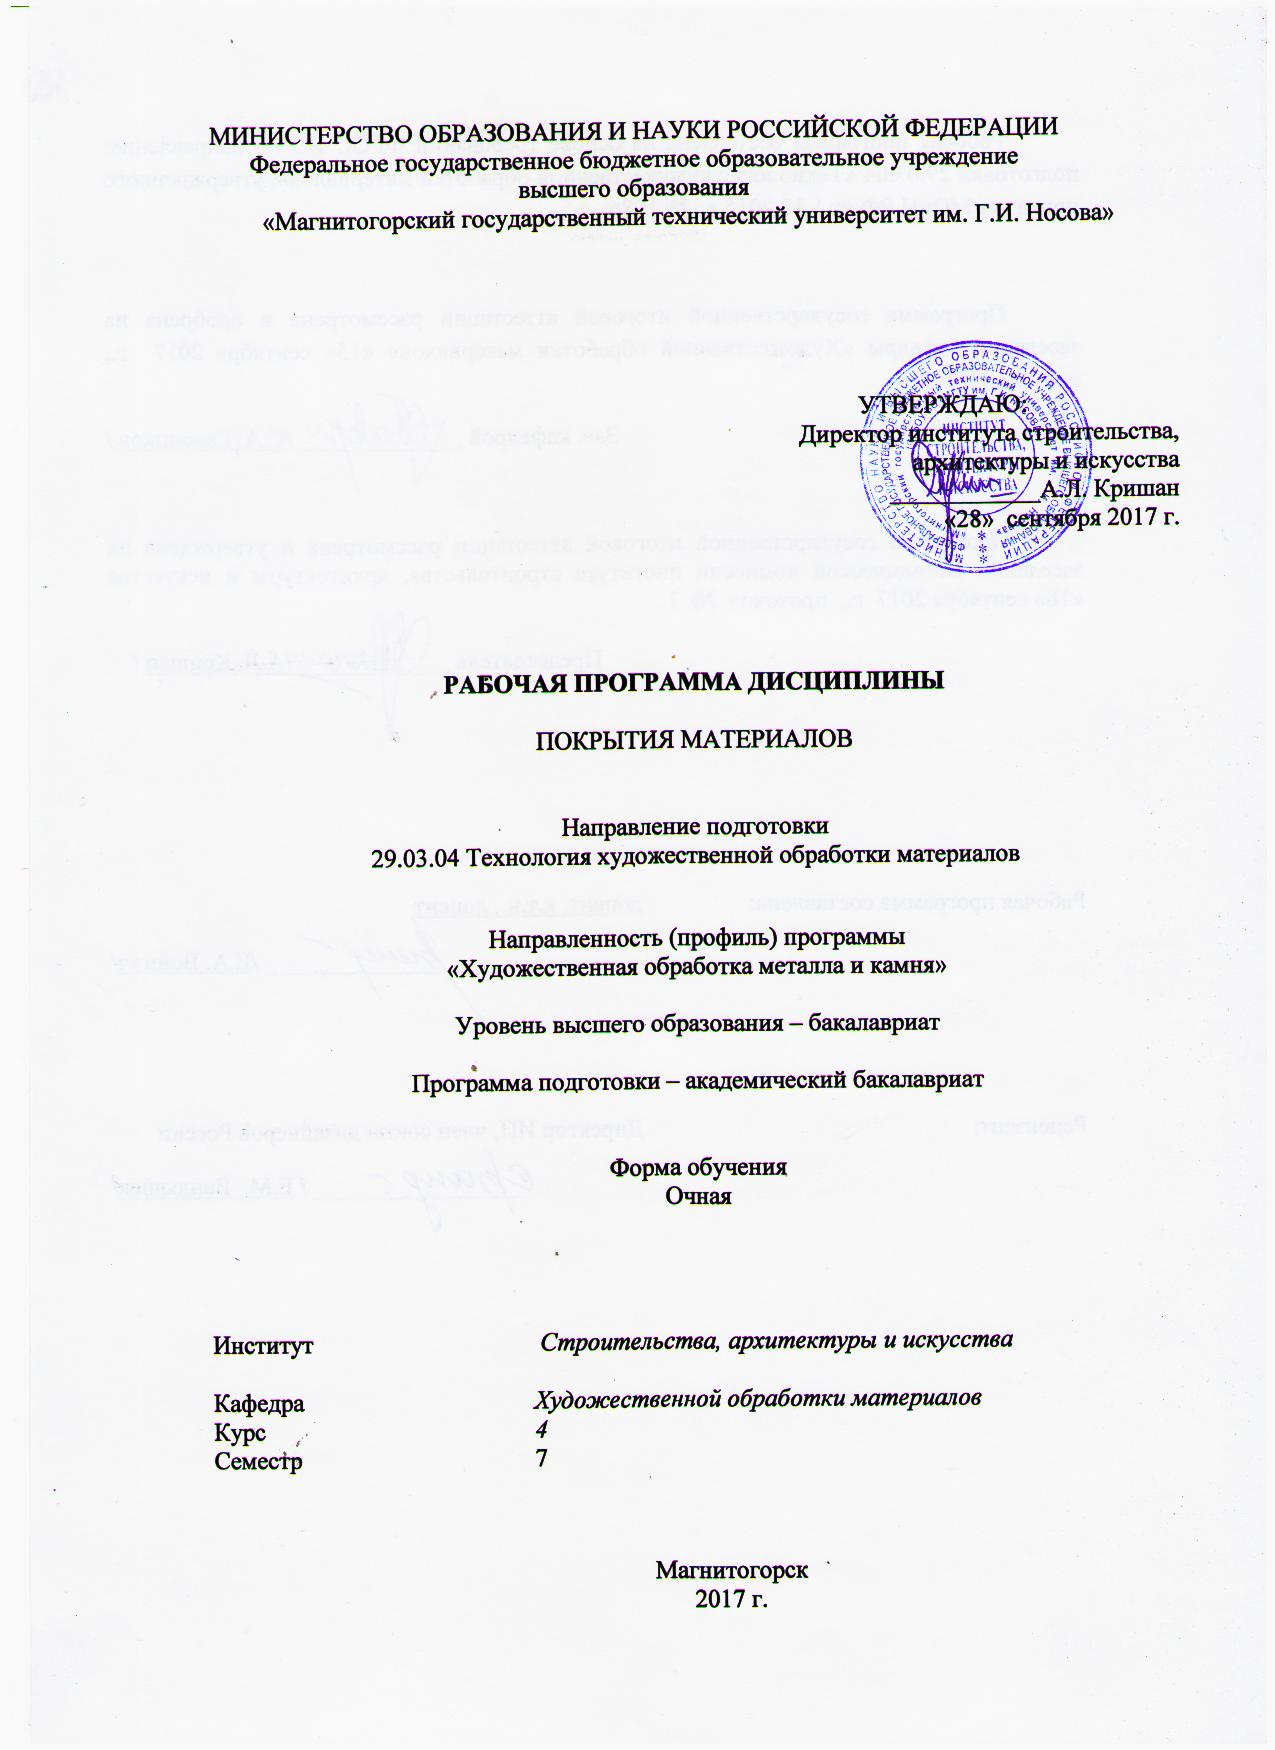 МИНИСТЕРСТВО ОБРАЗОВАНИЯ И НАУКИ РОССИЙСКОЙ ФЕДЕРАЦИИ
Федеральное государственное бюджетное образовательное учреждение
высшего образования
«Магнитогорский государственный технический университет им. Г.И. Носова»
УТВЕРЖДАЮ:
Директор института строительства,
архитектуры и искусства
А.Л. Кришан
«28» сентября 2017 г.
РАБОЧАЯ ПРОГРАММА ДИСЦИПЛИНЫ
ПОКРЫТИЯ МАТЕРИАЛОВ
Направление подготовки
29.03.04 Технология художественной обработки материалов
Направленность (профиль) программы
«Художественная обработка металла и камня»
Уровень высшего образования – бакалавриат
Программа подготовки – академический бакалавриат
Форма обучения
Очная
Институт Строительства, архитектуры и искусства
Кафедра Художественной обработки материалов
Курс 4
Семестр 7
Магнитогорск
2017 г.